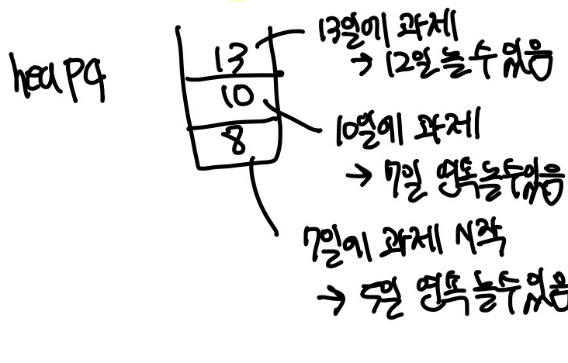 heapq
13
10
8
13일에 과제
→ 12일 놀 수 있음
10일에 과제
→ 7일 연속 놀수있음
7일에 과제 시작
→ 5일 연속 놀수있음